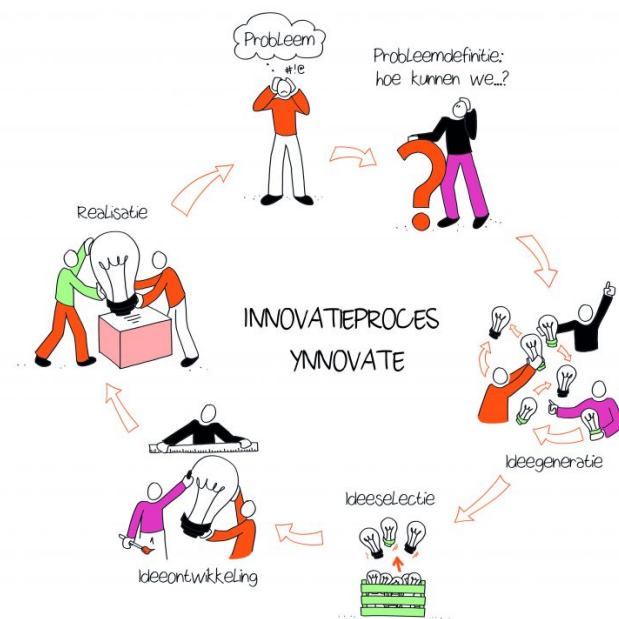 Probleem
#!@
Probleemdefinitie:
hoe kunnen we...?
Realisatie
INNOVATIEPROCES
YNNOVATE
Ideegeneratie
Ideeselectie
Ideeontwikkeling